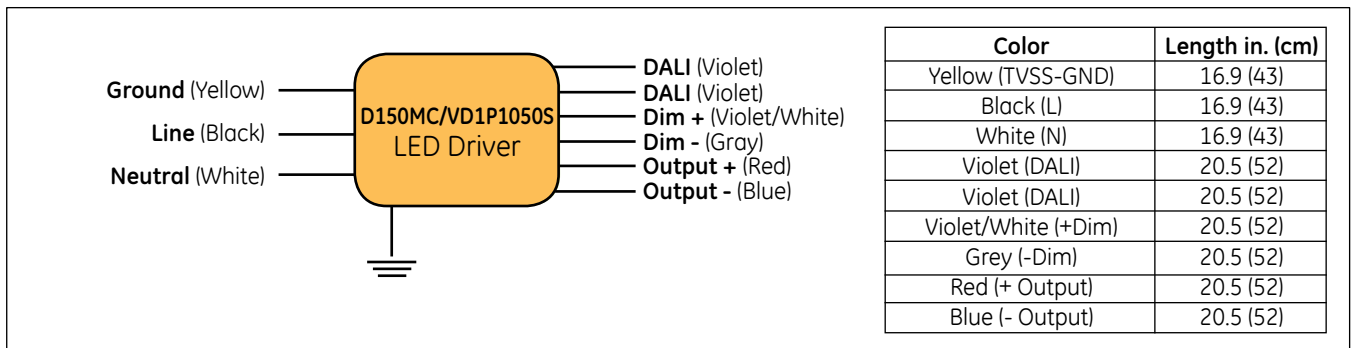 Ground (Yellow)
Line (Black)
Neutral (White)
D150MC/VD1P1050S
LED Driver
DALI (Violet)
DALI (Violet)
Dim + (Violet/White)
Dim - (Gray)
Output + (Red)
Output - (Blue)
Color Length in. (cm)
Yellow (TVSS-GND) 16.9 (43)
Black (L) 16.9 (43)
White (N) 16.9 (43)
Violet (DALI) 20.5 (52)
Violet (DALI) 20.5 (52)
Violet/White (+Dim) 20.5 (52)
Grey (-Dim) 20.5 (52)
Red (+ Output) 20.5 (52)
Blue (- Output) 20.5 (52)